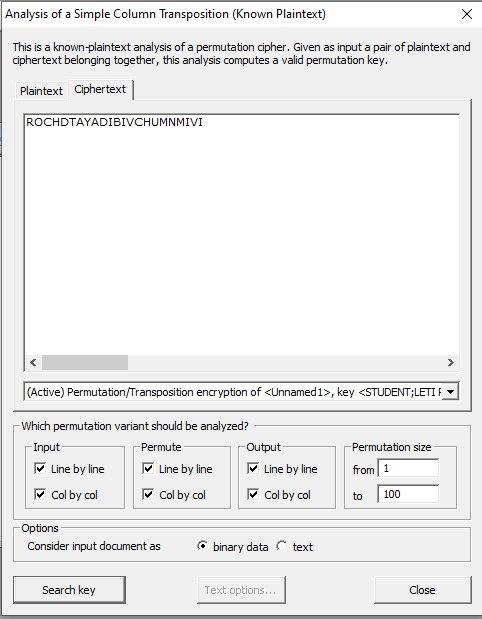 Analysis of a Simple Column Transposition (Known Plaintext)
This is a known-plaintext analysis of a permutation cipher. Given as input a pair of plaintext and
ciphertext belonging together, this analysis computes a valid permutation key.
Plaintext Ciphertext
ROCHDTAYADIBIVCHUMNMIVI
(Active) Permutation/Transposition encryption of <Unnamed1>, key <STUDENT;LETI
Which permutation variant should be analyzed?
Input Permute Output Permutation size
Line by line Line by line Line by line from 1
Col by col Col by col Col by col to 100
Options
Consider input document as binary data text
Search key Text options... Close